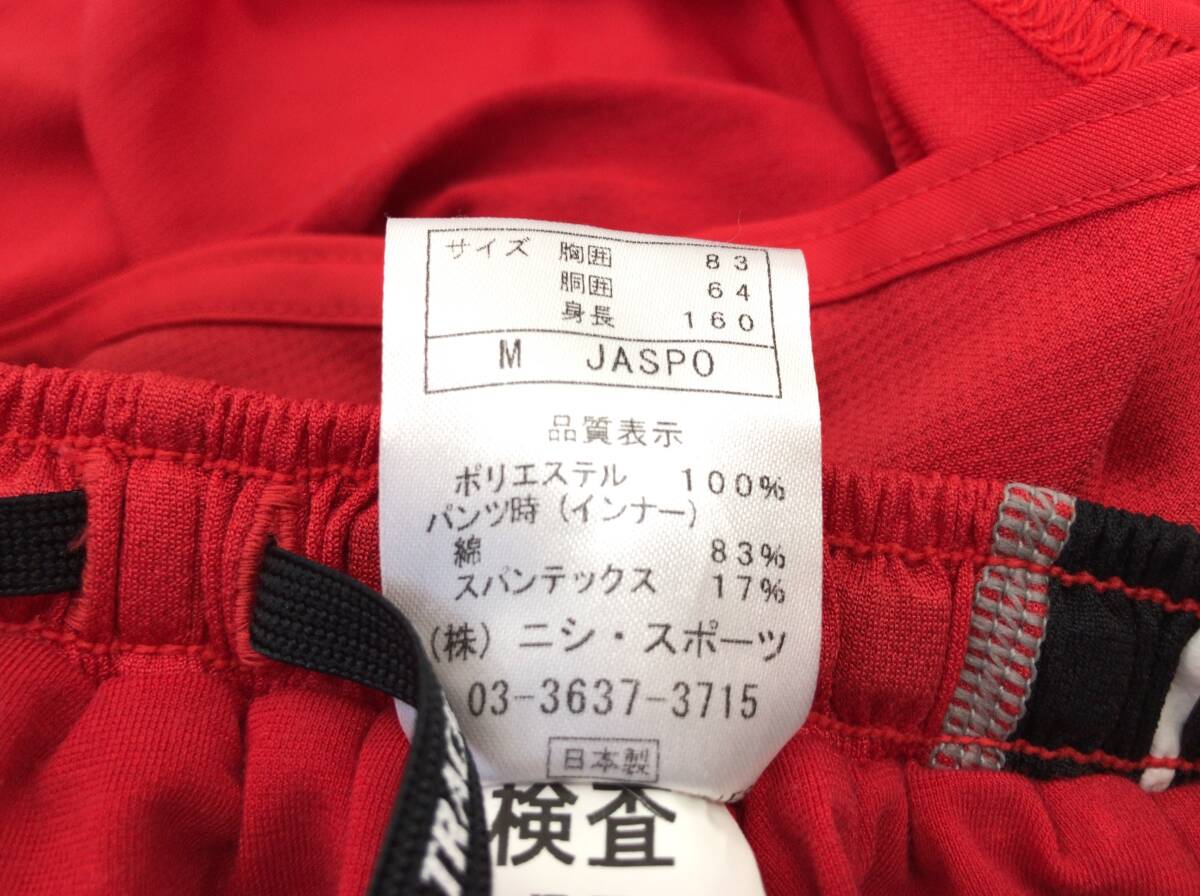 サイズ 胸囲 83
胴囲 64
身長 160
M JASPO
品質表示
ポリエステル 100%
パンツ時（インナー）
綿 83%
スパンテックス 17%
（株）ニシ・スポーツ
03-3637-3715
日本製
検査